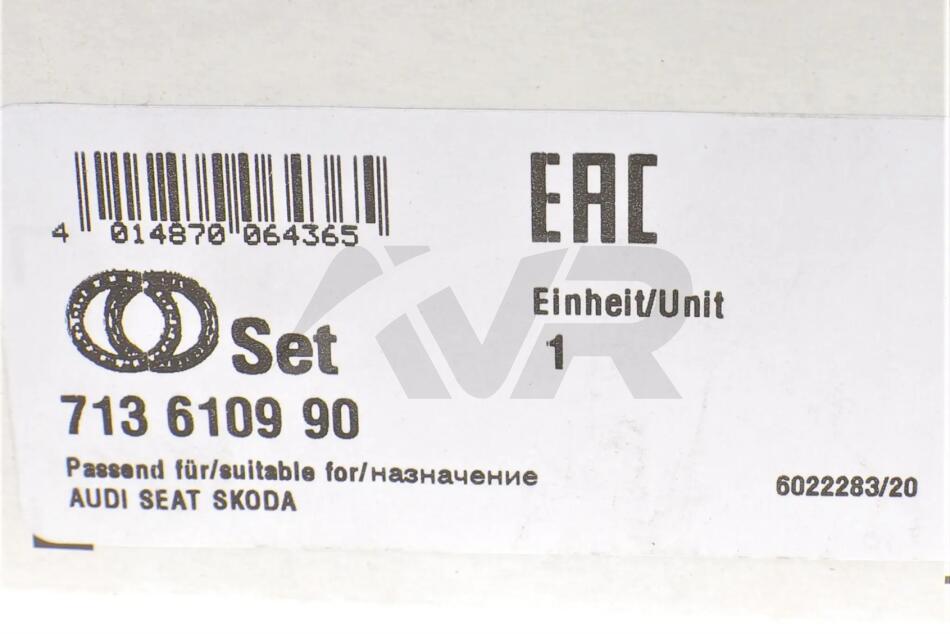 4 014870 064365
EAC
Set
Einheit/Unit
1
713 6109 90
Passend für/suitable for/назначение
AUDI SEAT SKODA
6022283/20
VR